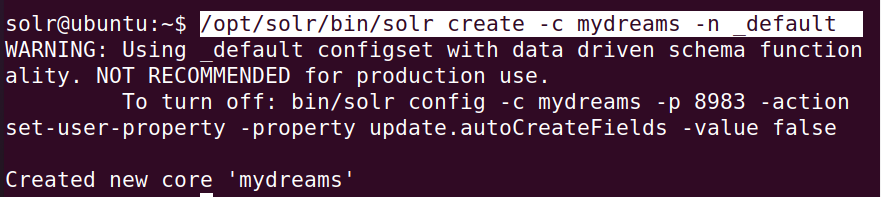 solr@ubuntu:~$ /opt/solr/bin/solr create -c mydreams -n _default
WARNING: Using _default configset with data driven schema function
ality. NOT RECOMMENDED for production use.
         To turn off: bin/solr config -c mydreams -p 8983 -action
set-user-property -property update.autoCreateFields -value false

Created new core 'mydreams'